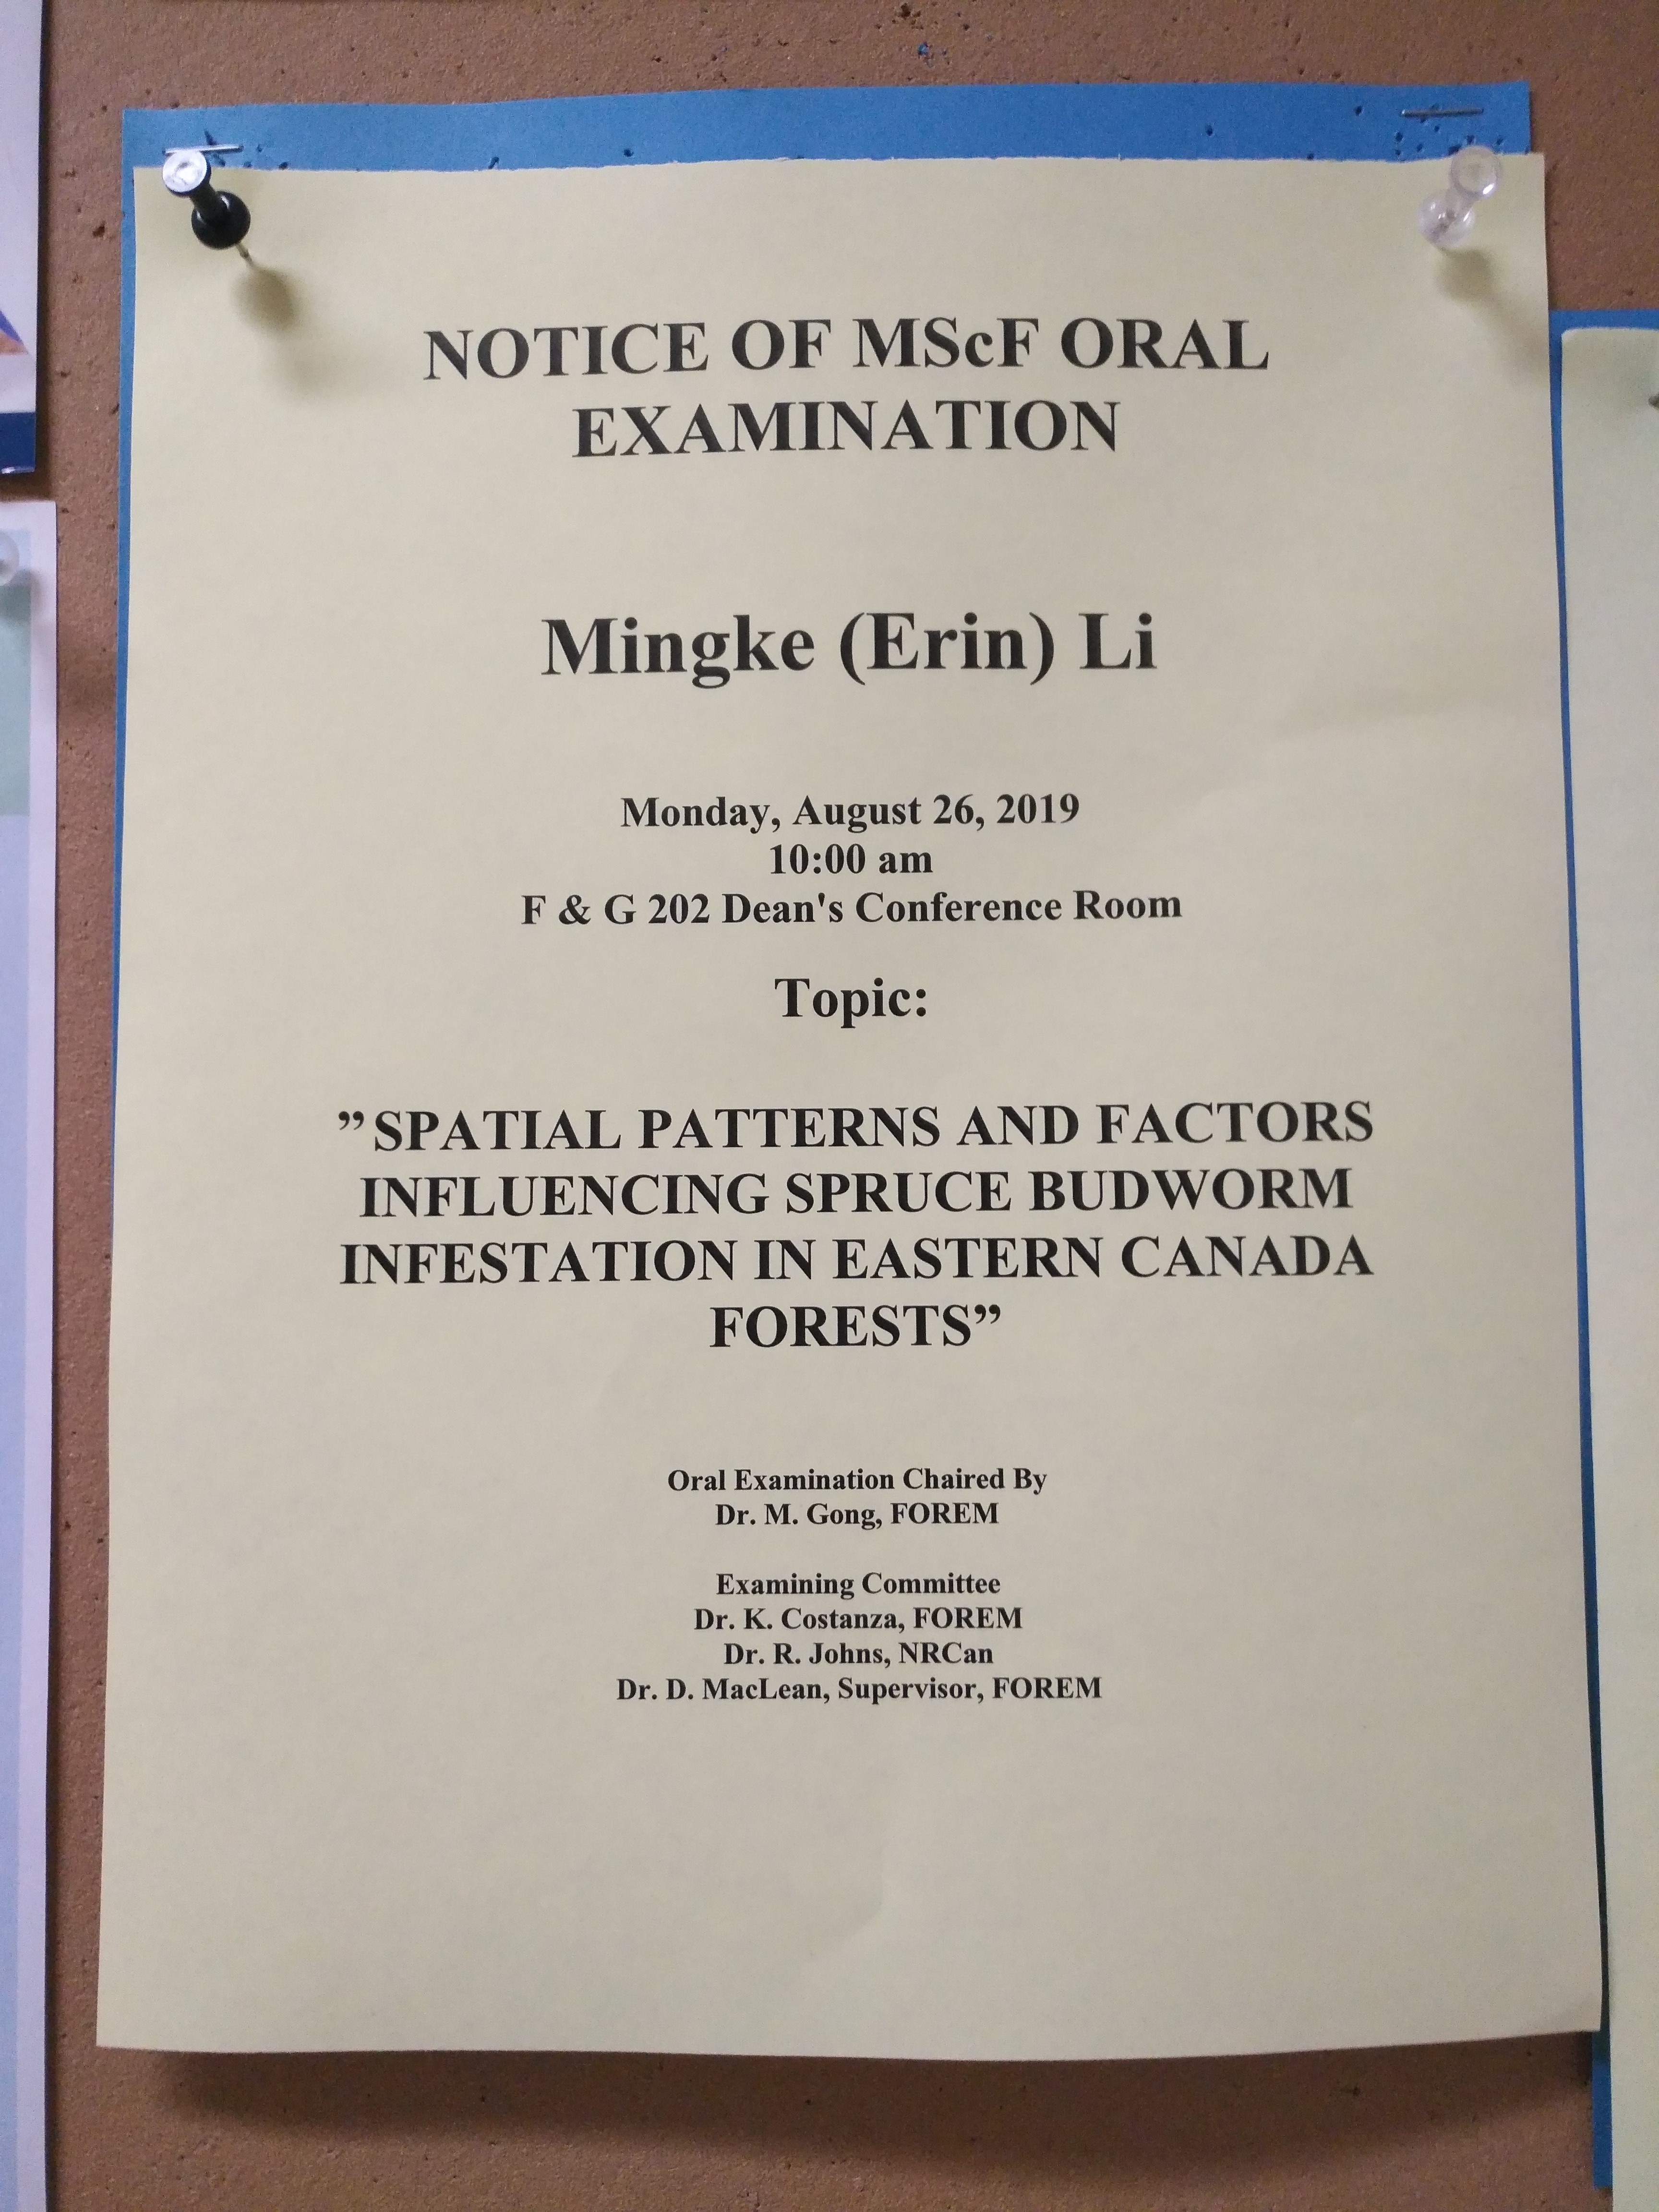 NOTICE OF MScF ORAL
EXAMINATION
Mingke (Erin) Li
Monday, August 26, 2019
10:00 am
F & G 202 Dean's Conference Room
Topic:
”SPATIAL PATTERNS AND FACTORS
INFLUENCING SPRUCE BUDWORM
INFESTATION IN EASTERN CANADA
FORESTS”
Oral Examination Chaired By
Dr. M. Gong, FOREM
Examining Committee
Dr. K. Costanza, FOREM
Dr. R. Johns, NRCan
Dr. D. MacLean, Supervisor, FOREM